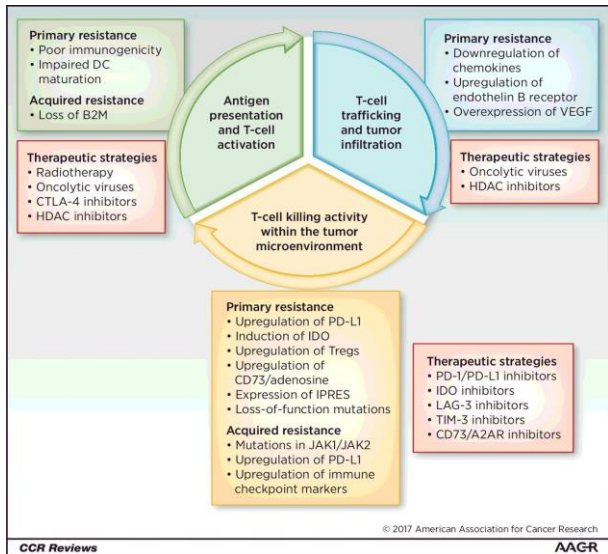 Primary resistance
• Poor immunogenicity
• Impaired DC
maturation
Acquired resistance
• Loss of B2M
Therapeutic strategies
• Radiotherapy
• Oncolytic viruses
• CTLA-4 inhibitors
• HDAC inhibitors
Antigen
presentation
and T-cell
activation
T-cell
trafficking
and tumor
infiltration
Primary resistance
• Downregulation of
chemokines
• Upregulation of
endothelin B receptor
• Overexpression of VEGF
Therapeutic strategies
• Oncolytic viruses
• HDAC inhibitors
T-cell killing activity
within the tumor
microenvironment
Primary resistance
• Upregulation of PD-L1
• Induction of IDO
• Upregulation of Tregs
• Upregulation of
CD73/adenosine
• Expression of IPRES
• Loss-of-function mutations
Acquired resistance
• Mutations in JAK1/JAK2
• Upregulation of PD-L1
• Upregulation of immune
checkpoint markers
Therapeutic strategies
• PD-1/PD-L1 inhibitors
• IDO inhibitors
• LAG-3 inhibitors
• TIM-3 inhibitors
• CD73/A2AR inhibitors
© 2017 American Association for Cancer Research
CCR Reviews
AACR